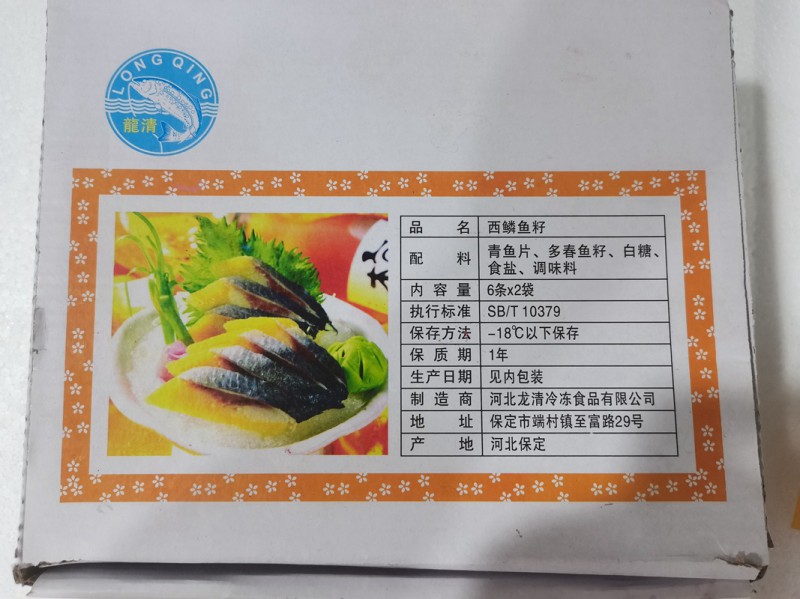 LONG QING
龍清
品名 西鳞鱼籽
配料 青鱼片、多春鱼籽、白糖、
食盐、调味料
内容量 6条x2袋
执行标准 SB/T 10379
保存方法 -18℃以下保存
保质期 1年
生产日期 见内包装
制造商 河北龙清冷冻食品有限公司
地址 保定市端村镇至富路29号
产地 河北保定